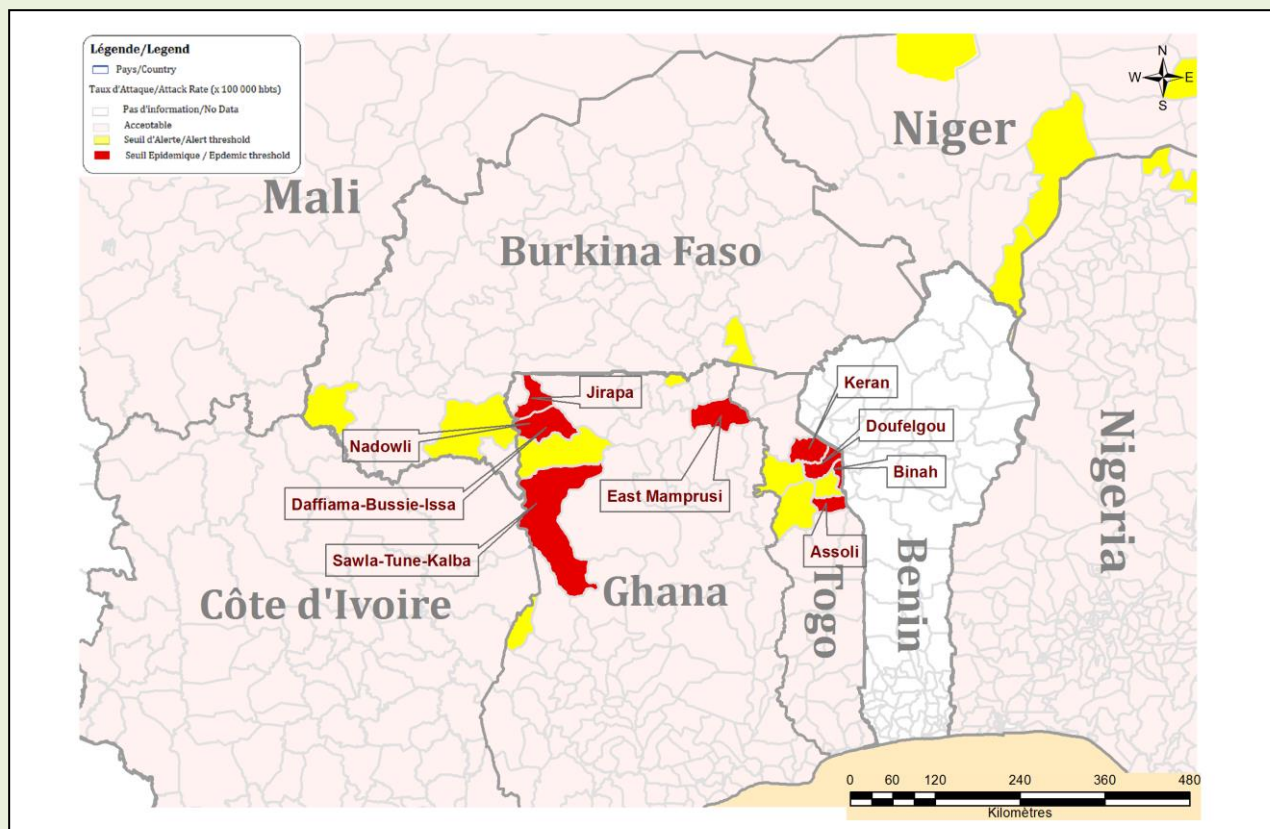 Légende/Legend
Pays/Country
Taux d'Attaque/Attack Rate (x 100 000 hbts)
Pas d'information/No Data
Acceptable
Seuil d'Alerte/Alert threshold
Seuil Epidemique / Epdemic threshold
N
W E
S
Niger
Mali
Burkina Faso
Jirapa
Keran
Nadowli
Doufelgou
Binah
Daffiama-Bussie-Issa
East Mamprusi
Sawla-Tune-Kalba
Assoli
Côte d'Ivoire
Ghana
Togo
Benin
Nigeria
0 60 120 240 360 480
Kilomètres